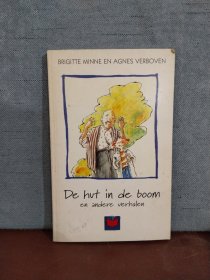 BRIGITTE MINNE EN AGNES VERBOVEN
De hut in de boom
en andere verhalen